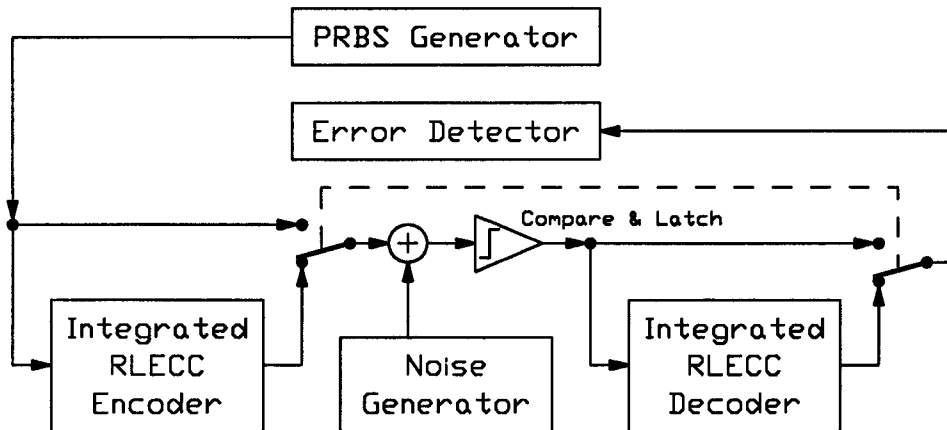 PRBS Generator
Error Detector
Compare & Latch
Integrated
RLECC
Encoder
Noise
Generator
Integrated
RLECC
Decoder